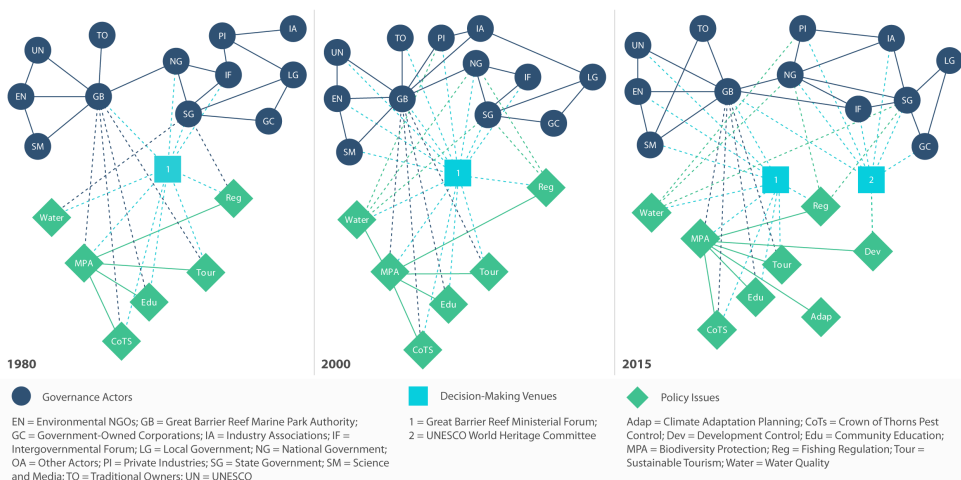 TO
PI
IA
UN
NG
IF
LG
EN
GB
SG
GC
SM
1
Reg
Water
MPA
Tour
Edu
CoTS
1980
TO
PI
IA
UN
NG
IF
LG
EN
GB
SG
GC
SM
1
Reg
Water
MPA
Tour
Edu
CoTS
2000
TO
PI
IA
UN
NG
LG
EN
GB
IF
SG
SM
GC
1
2
Water
Reg
MPA
Dev
Tour
Edu
Adap
CoTS
2015
Governance Actors
EN = Environmental NGOs; GB = Great Barrier Reef Marine Park Authority;
GC = Government-Owned Corporations; IA = Industry Associations; IF =
Intergovernmental Forum; LG = Local Government; NG = National Government;
OA = Other Actors; PI = Private Industries; SG = State Government; SM = Science
and Media; TO = Traditional Owners; UN = UNESCO
Decision-Making Venues
1 = Great Barrier Reef Ministerial Forum;
2 = UNESCO World Heritage Committee
Policy Issues
Adap = Climate Adaptation Planning; CoTs = Crown of Thorns Pest
Control; Dev = Development Control; Edu = Community Education;
MPA = Biodiversity Protection; Reg = Fishing Regulation; Tour =
Sustainable Tourism; Water = Water Quality